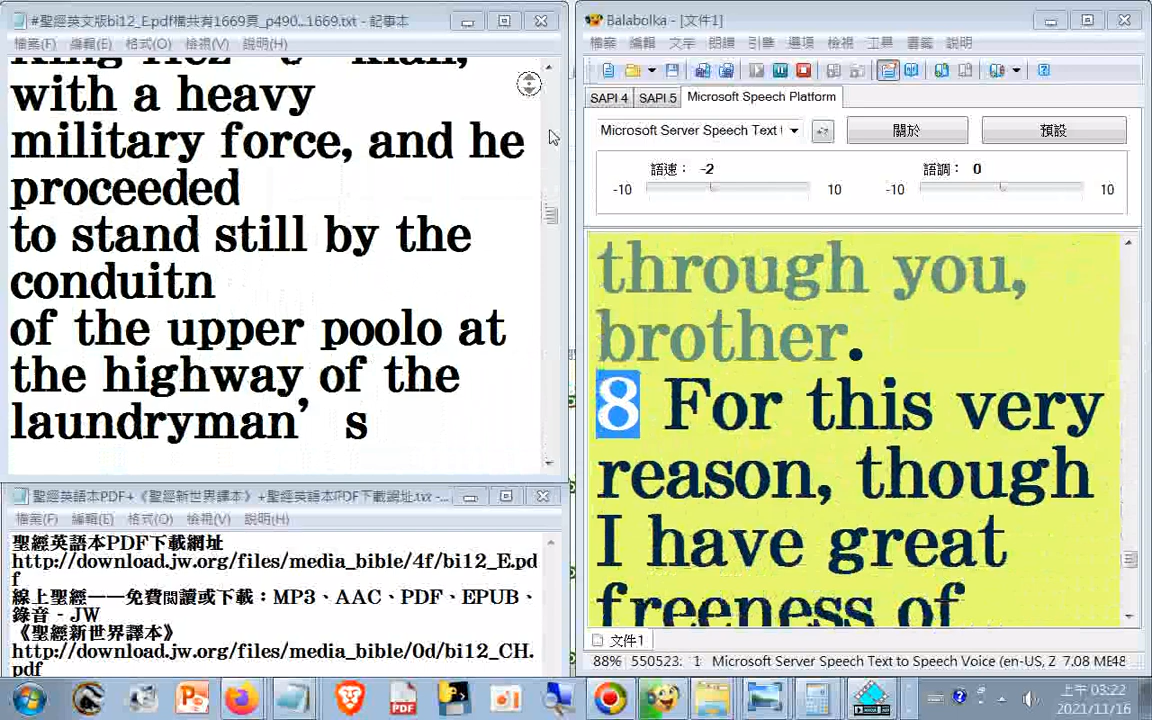 #聖經英文版bi12_E.pdf檔共有1669頁_p490...1669.txt - 記事本
檔案(F) 編輯(E) 格式(O) 檢視(V) 說明(H)
with a heavy
military force, and he
proceeded
to stand still by the
conduitn
of the upper poolo at
the highway of the
laundryman’s
聖經英語本PDF+《聖經新世界譯本》+聖經英語本PDF下載網址.txt -...
檔案(F) 編輯(E) 格式(O) 檢視(V) 說明(H)
聖經英語本PDF下載網址
http://download.jw.org/files/media_bible/4f/bi12_E.pd
f
線上聖經——免費閱讀或下載：MP3、AAC、PDF、EPUB、
錄音 - JW
《聖經新世界譯本》
http://download.jw.org/files/media_bible/0d/bi12_CH.
pdf
Balabolka - [文件1]
檔案 編輯 文字 朗讀 引擎 選項 檢視 工具 書籤 說明
SAPI 4 SAPI 5 Microsoft Speech Platform
Microsoft Server Speech Text 關於 預設
語速： -2 語調： 0
-10 10 -10 10
through you,
brother.
8 For this very
reason, though
I have great
freeness of
文件1
88% 550523: 1 Microsoft Server Speech Text to Speech Voice (en-US, Z 7.08 ME48
上午 03:22
2021/11/16